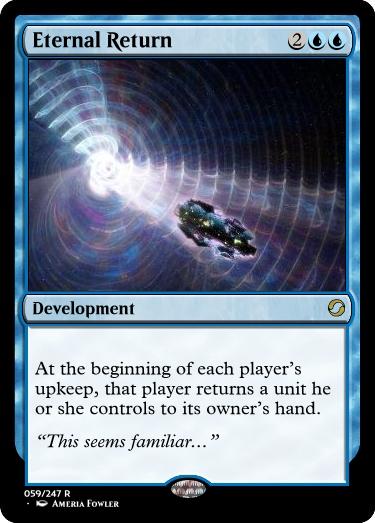 Eternal Return 2
Development
At the beginning of each player's
upkeep, that player returns a unit he
or she controls to its owner's hand.
“This seems familiar…”
059/247 R
· Ameria Fowler